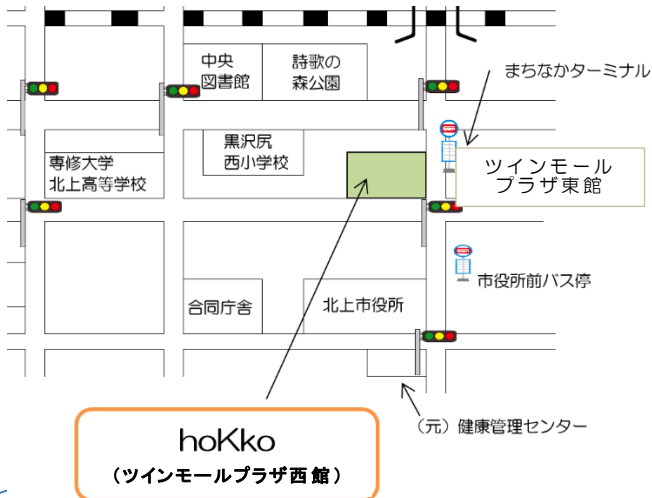 中央
図書館
詩歌の
森公園
まちなかターミナル
黒沢尻
西小学校
専修大学
北上高等学校
ツインモール
プラザ東館
市役所前バス停
合同庁舎
北上市役所
(元)健康管理センター
hoKko
(ツインモールプラザ西館)